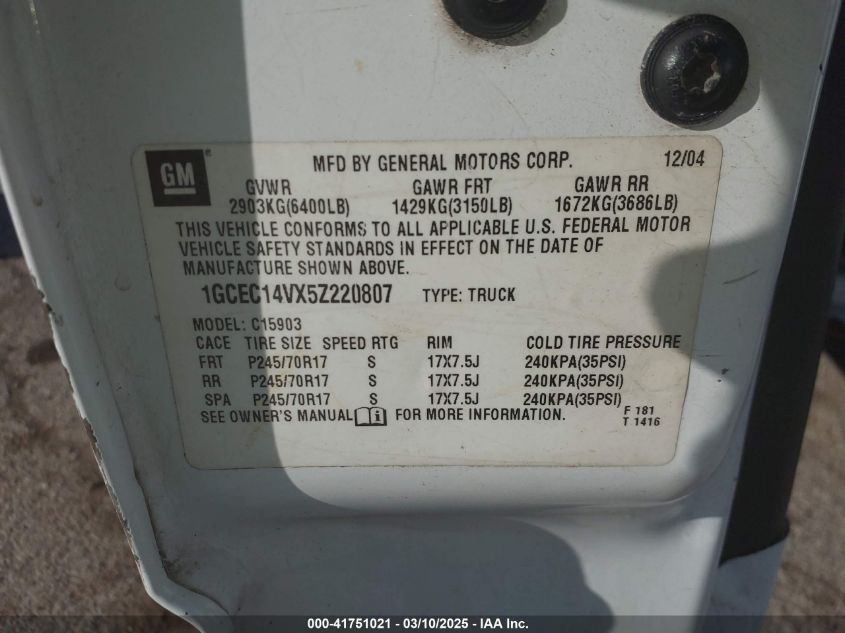 GM
MFD BY GENERAL MOTORS CORP. 12/04
GVWR GAWR FRT GAWR RR
2903KG(6400LB) 1429KG(3150LB) 1672KG(3686LB)
THIS VEHICLE CONFORMS TO ALL APPLICABLE U.S. FEDERAL MOTOR
VEHICLE SAFETY STANDARDS IN EFFECT ON THE DATE OF
MANUFACTURE SHOWN ABOVE.
1GCEC14VX5Z220807 TYPE: TRUCK
MODEL: C15903
CACE TIRE SIZE SPEED RTG RIM COLD TIRE PRESSURE
FRT P245/70R17 S 17X7.5J 240KPA(35PSI)
RR P245/70R17 S 17X7.5J 240KPA(35PSI)
SPA P245/70R17 S 17X7.5J 240KPA(35PSI)
SEE OWNER'S MANUAL i FOR MORE INFORMATION.
F 181
T 1416
000-41751021 — 03/10/2025 — IAA Inc.